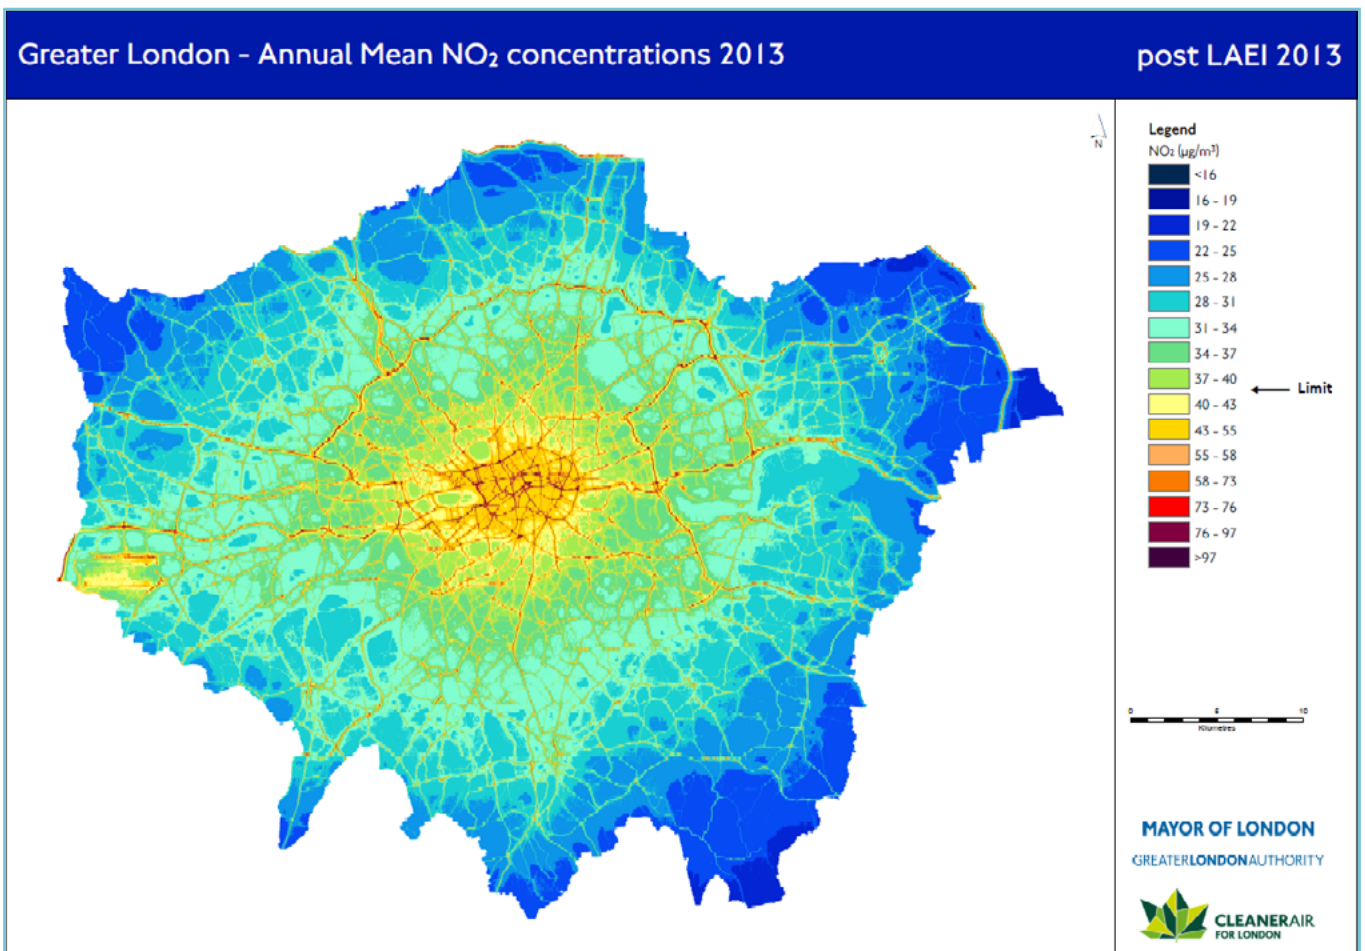 Greater London - Annual Mean NO₂ concentrations 2013
post LAEI 2013
N
Legend
NO₂ (µg/m³)
<16
16 - 19
19 - 22
22 - 25
25 - 28
28 - 31
31 - 34
34 - 37
37 - 40
Limit
40 - 43
43 - 55
55 - 58
58 - 73
73 - 76
76 - 97
>97
0 5 10
Kilometres
MAYOR OF LONDON
GREATERLONDONAUTHORITY
CLEANERAIR
FOR LONDON